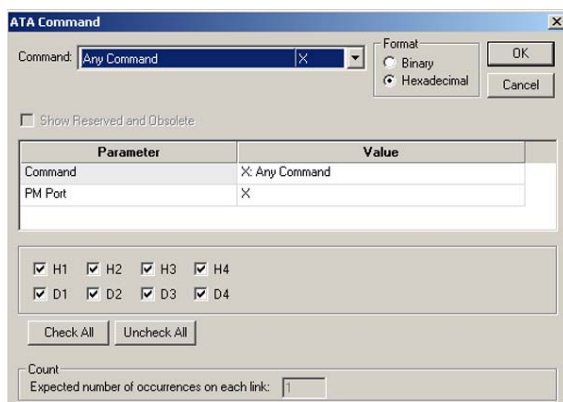 ATA Command
Command: Any Command X
Format
Binary
Hexadecimal
OK
Cancel
Show Reserved and Obsolete
Parameter Value
Command X: Any Command
PM Port X
H1 H2 H3 H4
D1 D2 D3 D4
Check All Uncheck All
Count
Expected number of occurrences on each link: 1